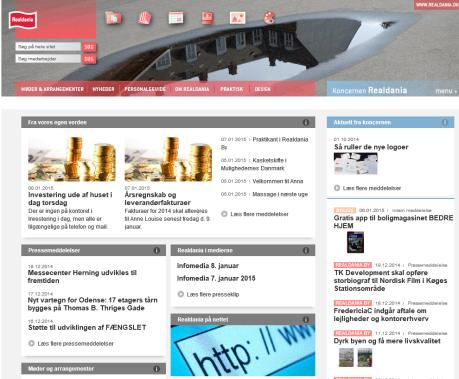 WWW.REALDANIA.DK
Realdania
Søg på hele sitet
SØG
Søg medarbejder
SØG
MØDER & ARRANGEMENTER
NYHEDER
PERSONALEGUIDE
OM REALDANIA
PRAKTISK
DESIGN
Koncernen Realdania
menu
Fra vores egen verden
08.01.2015
Investering ude af huset i
dag torsdag
Der er ingen på kontoret i
Investering i dag, men alle er
tilgængelige på telefon og mail.
07.01.2015
Årsregnskab og
leverandørfakturaer
Fakturaer for 2014 skal afleveres
til Anne Louise senest fredag d. 9.
januar.
07.01.2015 | Praktikant i Realdania
By
06.01.2015 | Kasketskifte i
Mulighedernes Danmark
06.01.2015 | Velkommen til Anna
06.01.2015 | Massage i næste uge
Læs flere meddelelser
Pressemeddelelser
18.12.2014
Messecenter Herning udvikles til
fremtiden
17.12.2014
Nyt vartegn for Odense: 17 etagers tårn
bygges på Thomas B. Thriges Gade
16.12.2014
Støtte til udviklingen af FÆNGSLET
Læs flere pressemeddelelser
Realdania i medierne
Infomedia 8. januar
Infomedia 7. januar 2015
Læs flere presseklip
Realdania på nettet
http: // ww
Møder og arrangementer
Aktuelt fra koncernen
01.10.2014
Så ruller de nye logoer
Læs flere meddelelser
06.01.2015 | Intern meddelelse
Gratis app til boligmagasinet BEDRE
HJEM
REALDANIA BY 19.12.2014 | Pressemeddelelse
TK Development skal opføre
storbiograf til Nordisk Film i Køges
Stationsområde
REALDANIA BY 18.12.2014 | Pressemeddelelse
FredericiaC indgår aftale om
lejligheder og kontorerhverv
REALDANIA BY 11.12.2014 | Pressemeddelelse
Dyrk byen og få mere livskvalitet